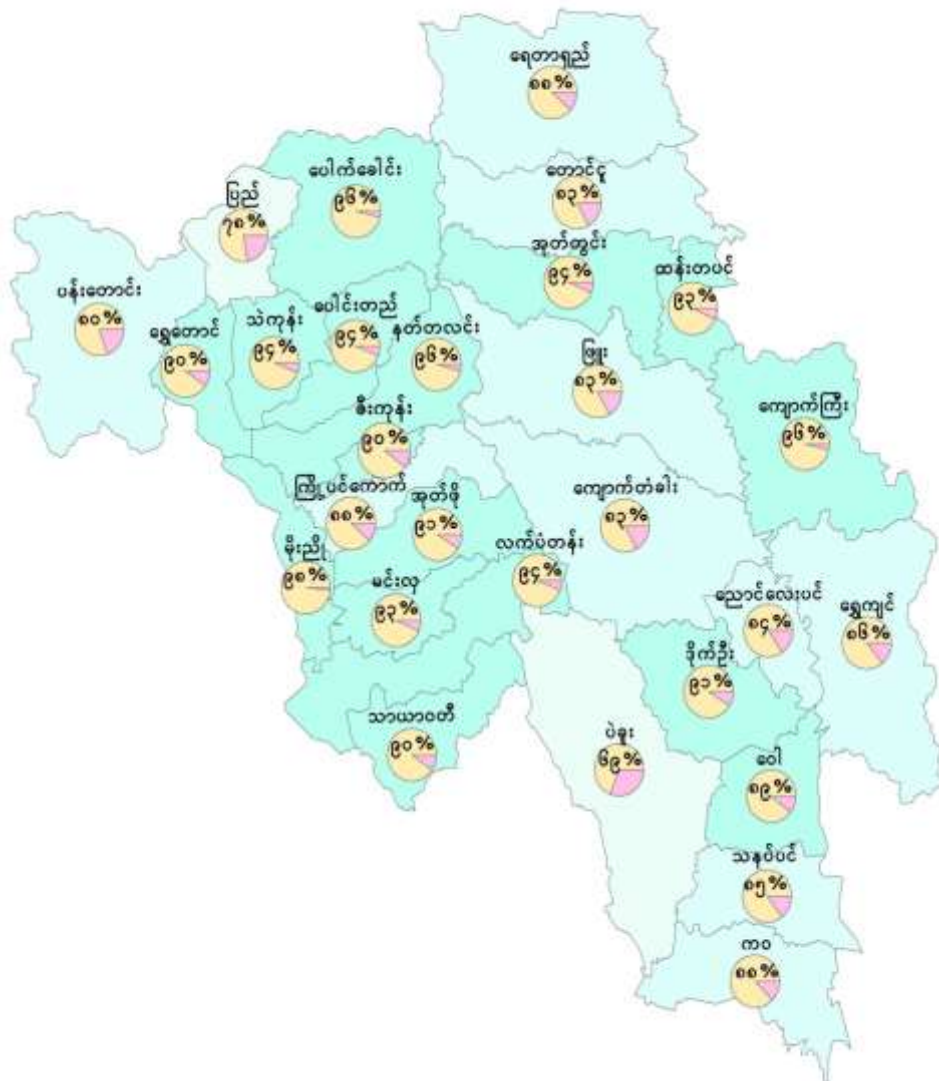 ရေတာရှည်
၈၈%
တောင်ငူ
၈၃%
ပေါက်ခေါင်း
၉၆%
ပြည်
၇၈%
အုတ်တွင်း
၉၄%
ထန်းတပင်
၉၃%
ပန်းတောင်း
၈၀%
ရွှေတောင်
၉၀%
သဲကုန်း
၉၄%
ပေါင်းတည်
၉၄%
နတ်တလင်း
၉၆%
ဖြူး
၈၃%
ကျောက်ကြီး
၉၆%
ဇီးကုန်း
၉၀%
ကြို့ပင်ကောက်
၈၈%
အုတ်ဖို
၉၁%
ကျောက်တံခါး
၈၃%
လက်ပံတန်း
၉၄%
မိုးညို
၉၈%
မင်းလှ
၉၃%
ညောင်လေးပင်
၈၄%
ရွှေကျင်
၈၆%
ဒိုက်ဦး
၉၁%
သာယာဝတီ
၉၀%
ပဲခူး
၆၉%
ဝေါ
၈၉%
သနပ်ပင်
၈၅%
ကဝ
၈၈%